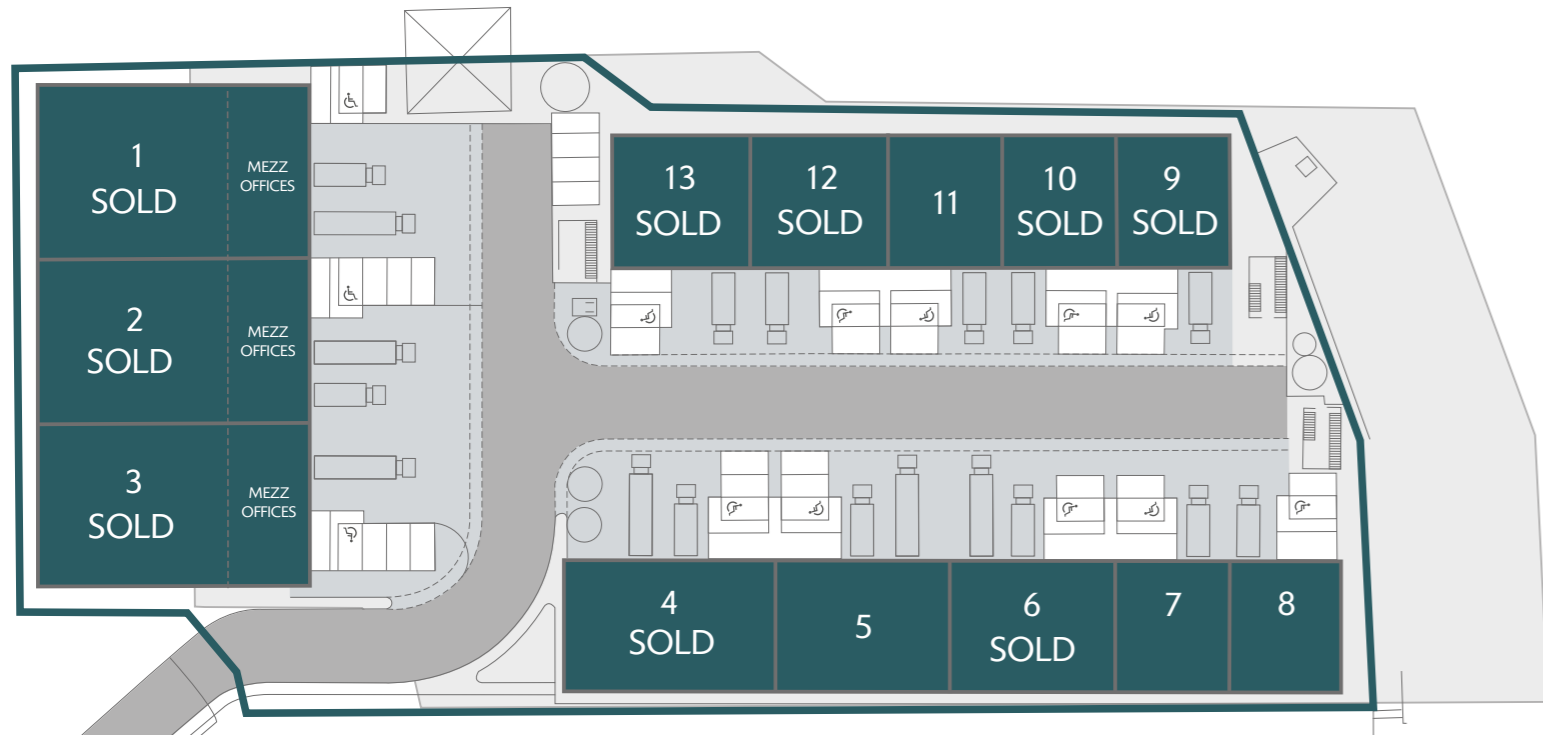 1
SOLD
MEZZ
OFFICES
2
SOLD
MEZZ
OFFICES
3
SOLD
MEZZ
OFFICES
13
SOLD
12
SOLD
11
10
SOLD
9
SOLD
4
SOLD
5
6
SOLD
7
8